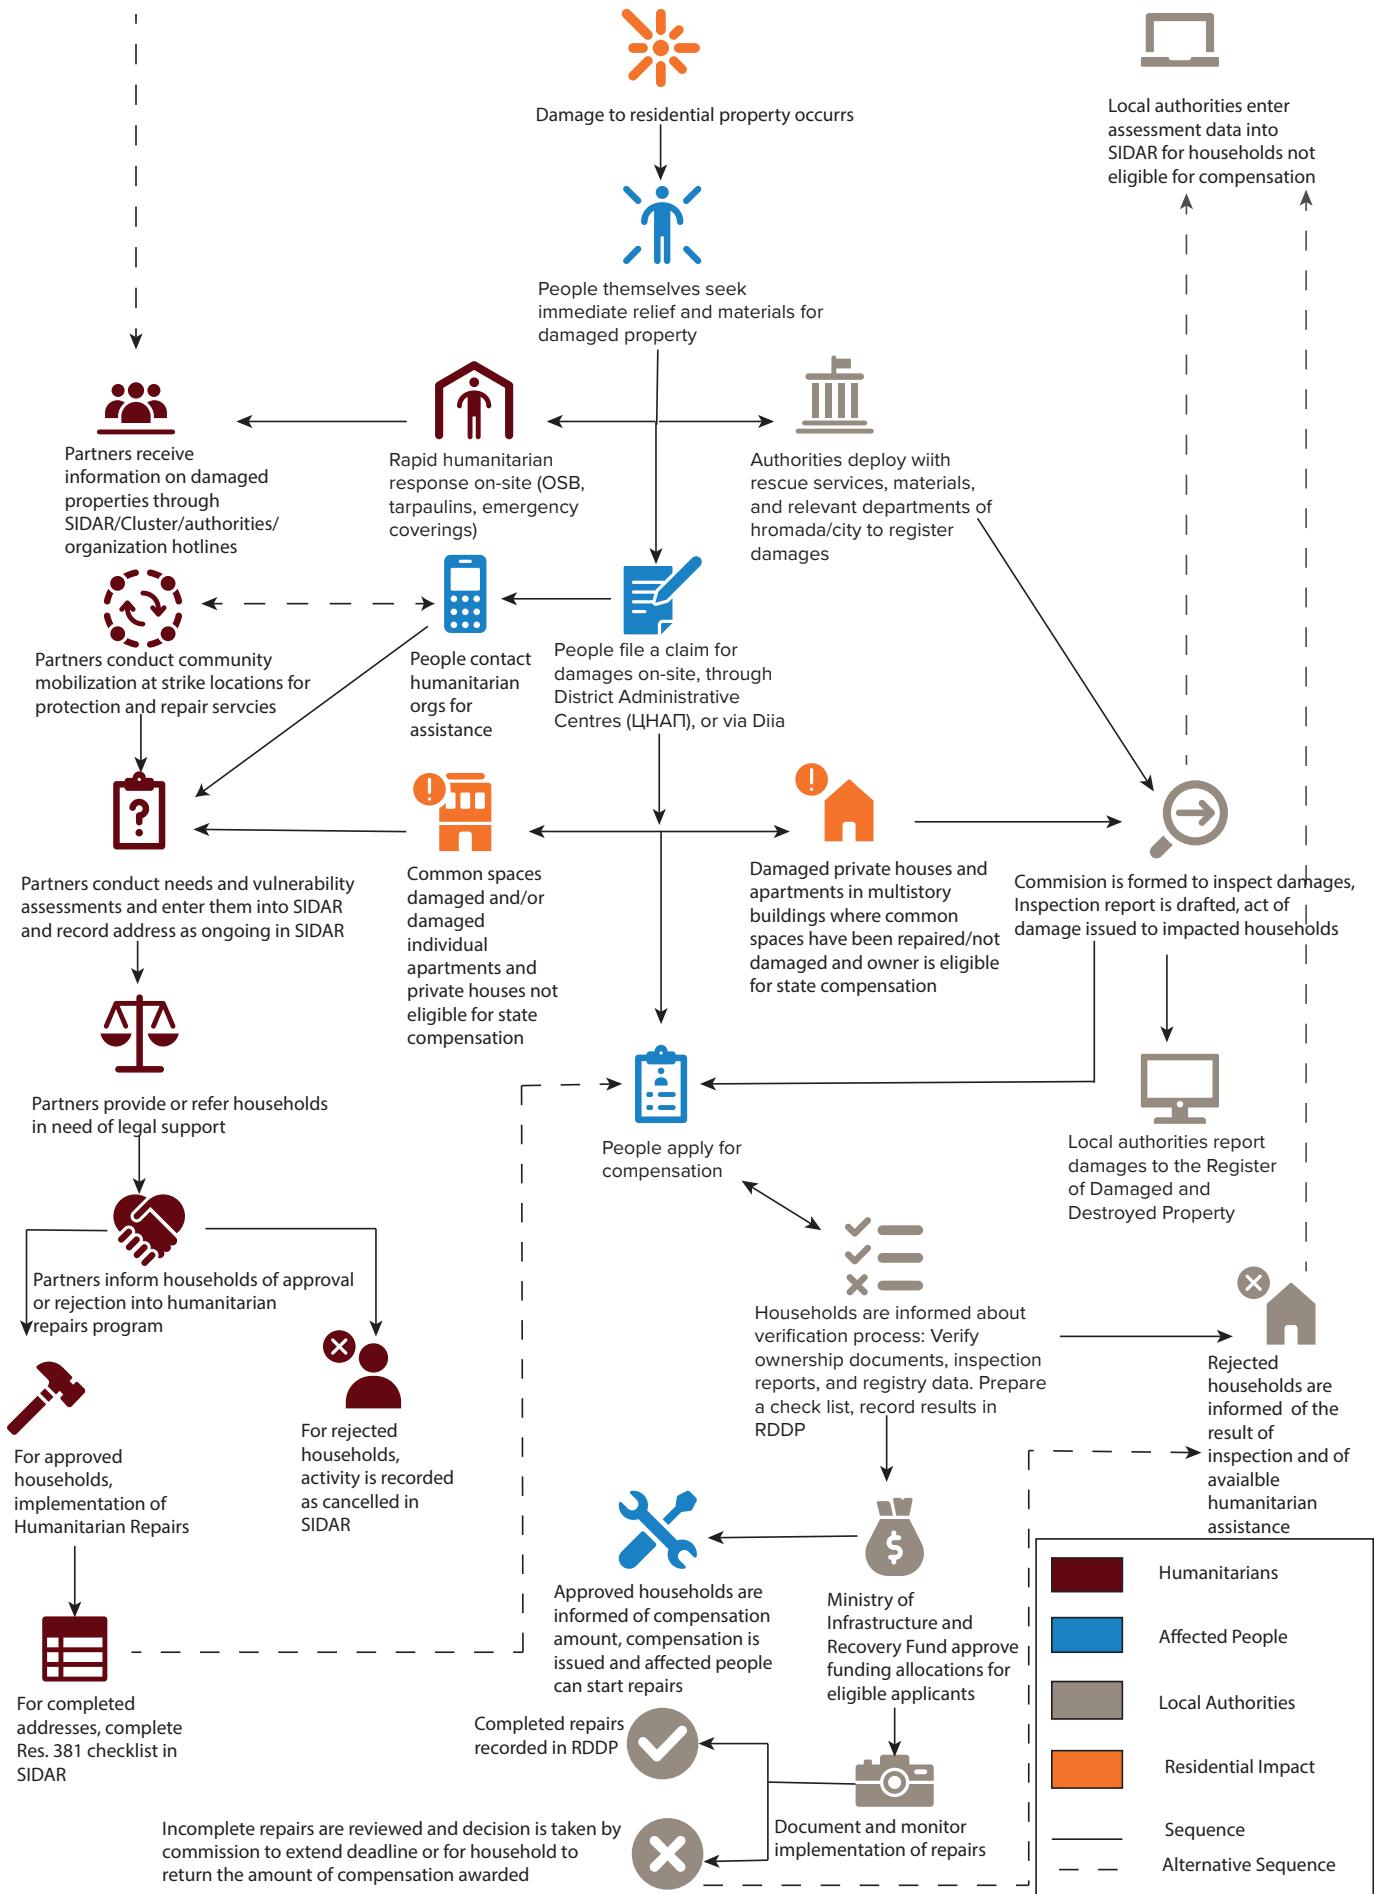 Damage to residential property occurrs
Local authorities enter
assessment data into
SIDAR for households not
eligible for compensation
People themselves seek
immediate relief and materials for
damaged property
Partners receive
information on damaged
properties through
SIDAR/Cluster/authorities/
organization hotlines
Rapid humanitarian
response on-site (OSB,
tarpaulins, emergency
coverings)
Authorities deploy wiith
rescue services, materials,
and relevant departments of
hromada/city to register
damages
Partners conduct community
mobilization at strike locations for
protection and repair servcies
People contact
humanitarian
orgs for
assistance
People file a claim for
damages on-site, through
District Administrative
Centres (ЦНАП), or via Diia
Partners conduct needs and vulnerability
assessments and enter them into SIDAR
and record address as ongoing in SIDAR
Common spaces
damaged and/or
damaged
individual
apartments and
private houses not
eligible for state
compensation
Damaged private houses and
apartments in multistory
buildings where common
spaces have been repaired/not
damaged and owner is eligible
for state compensation
Commision is formed to inspect damages,
Inspection report is drafted, act of
damage issued to impacted households
Partners provide or refer households
in need of legal support
People apply for
compensation
Local authorities report
damages to the Register
of Damaged and
Destroyed Property
Partners inform households of approval
or rejection into humanitarian
repairs program
Households are informed about
verification process: Verify
ownership documents, inspection
reports, and registry data. Prepare
a check list, record results in
RDDP
Rejected
households are
informed of the
result of
inspection and of
avaialble
humanitarian
assistance
For approved
households,
implementation of
Humanitarian Repairs
For rejected
households,
activity is recorded
as cancelled in
SIDAR
Approved households are
informed of compensation
amount, compensation is
issued and affected people
can start repairs
Ministry of
Infrastructure and
Recovery Fund approve
funding allocations for
eligible applicants
For completed
addresses, complete
Res. 381 checklist in
SIDAR
Completed repairs
recorded in RDDP
Document and monitor
implementation of repairs
Incomplete repairs are reviewed and decision is taken by
commission to extend deadline or for household to
return the amount of compensation awarded
Humanitarians
Affected People
Local Authorities
Residential Impact
Sequence
Alternative Sequence